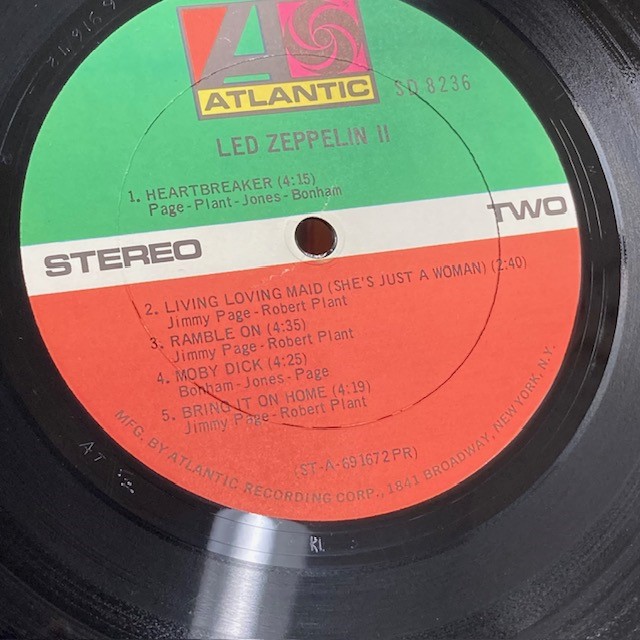 ATLANTIC
SD 8236
LED ZEPPELIN II
1. HEARTBREAKER (4:15)
Page-Plant-Jones-Bonham
STEREO
TWO
2. LIVING LOVING MAID (SHE'S JUST A WOMAN) (2:40)
Jimmy Page-Robert Plant
3. RAMBLE ON (4:35)
Jimmy Page-Robert Plant
4. MOBY DICK (4:25)
Bonham-Jones-Page
5. BRING IT ON HOME (4:19)
Jimmy Page-Robert Plant
(ST-A-691672PR)
MFG. BY ATLANTIC RECORDING CORP., 1841 BROADWAY, NEW YORK, N.Y.
AT
RL